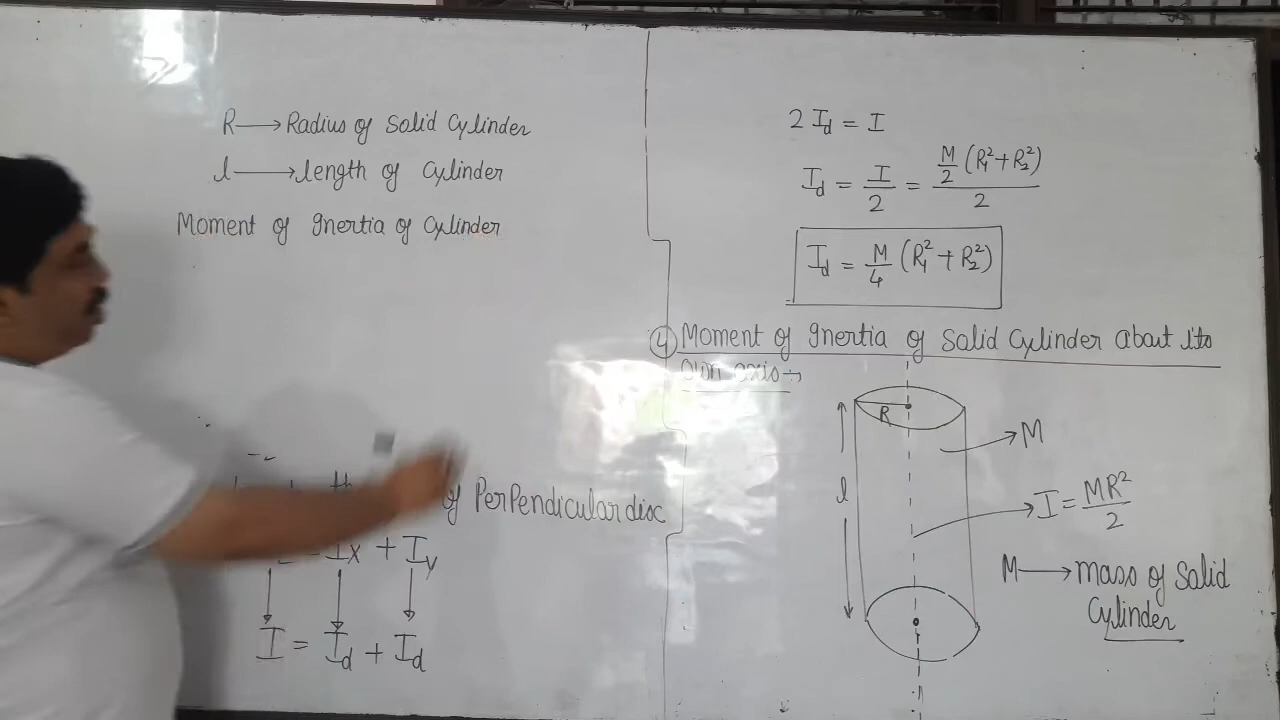 R → Radius of Solid Cylinder
l → length of Cylinder
Moment of Inertia of Cylinder
of Perpendicular disc
Ix + Iy
I = Id + Id
2 Id = I
Id = I/2 = M/2 (R₁² + R₂²)/2
Id = M/4 (R₁² + R₂²)
④ Moment of Inertia of Solid Cylinder about its
own axis →
R
M
l
I = MR²/2
M → mass of Solid
Cylinder